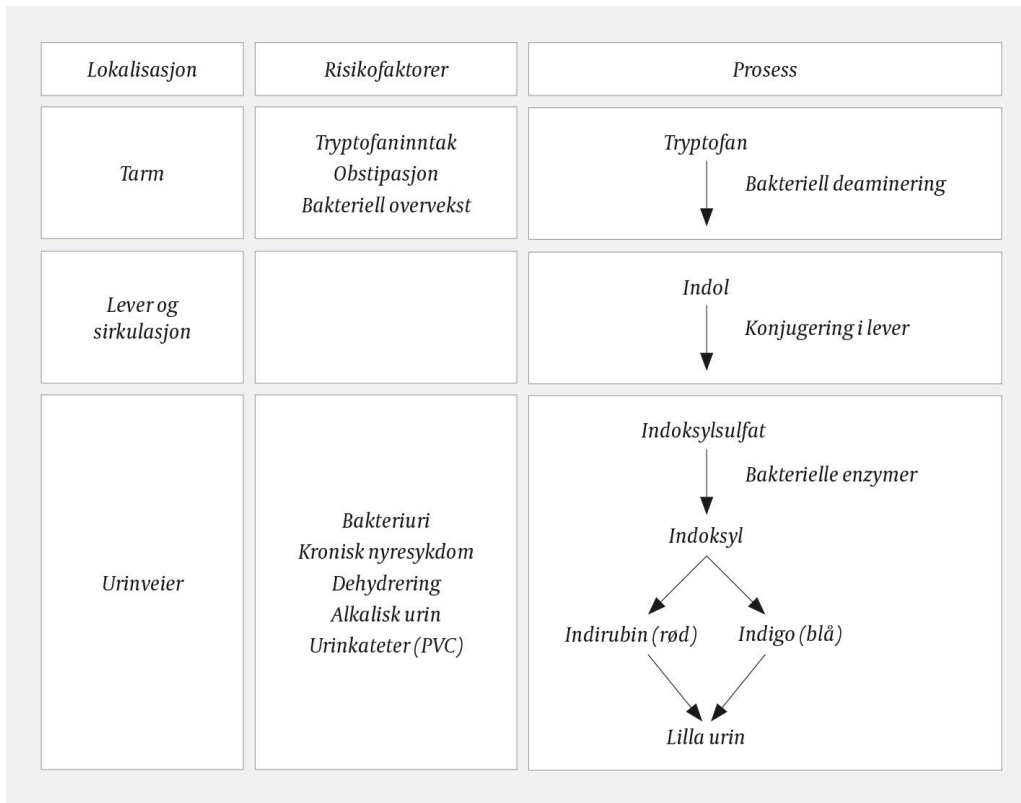 Lokalisasjon
Risikofaktorer
Prosess
Tarm
Tryptofaninntak
Obstipasjon
Bakteriell overvekst
Tryptofan
Bakteriell deaminering
Lever og
sirkulasjon
Indol
Konjugering i lever
Urinveier
Bakteriuri
Kronisk nyresykdom
Dehydrering
Alkalisk urin
Urinkateter (PVC)
Indoksylsulfat
Bakterielle enzymer
Indoksyl
Indirubin (rød)
Indigo (blå)
Lilla urin